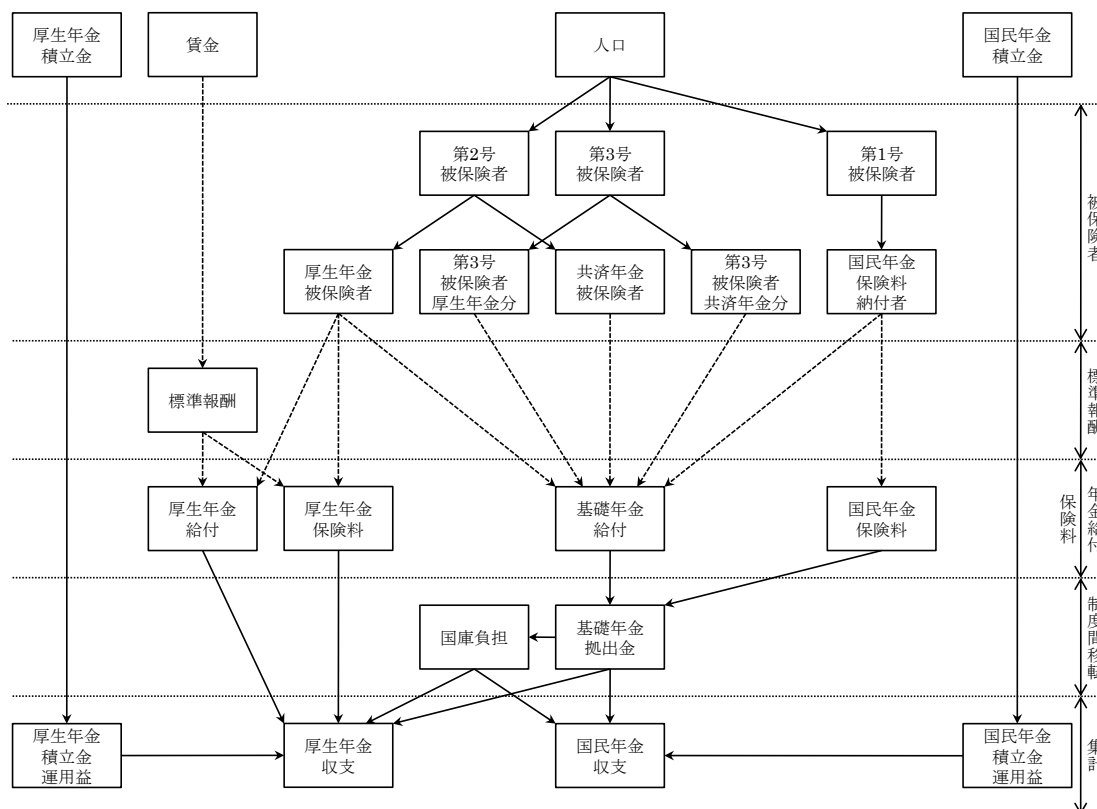 厚生年金
積立金
賃金
人口
国民年金
積立金
第2号
被保険者
第3号
被保険者
第1号
被保険者
被保険者
厚生年金
被保険者
第3号
被保険者
厚生年金分
共済年金
被保険者
第3号
被保険者
共済年金分
国民年金
保険料
納付者
標準報酬
標準報酬
厚生年金
給付
厚生年金
保険料
基礎年金
給付
国民年金
保険料
年金給付
保険料
国庫負担
基礎年金
拠出金
制度間移転
厚生年金
積立金
運用益
厚生年金
収支
国民年金
収支
国民年金
積立金
運用益
集計